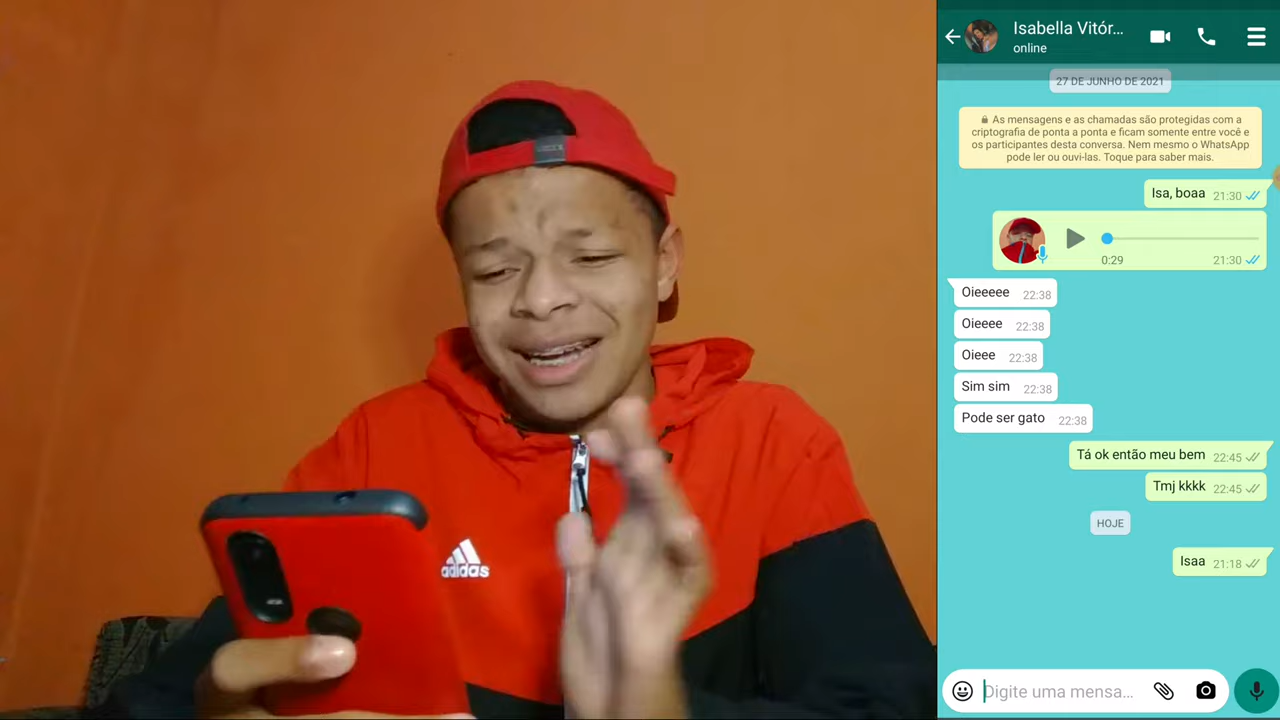 adidas
Isabella Vitór...
online
27 DE JUNHO DE 2021
As mensagens e as chamadas são protegidas com a
criptografia de ponta a ponta e ficam somente entre você e
os participantes desta conversa. Nem mesmo o WhatsApp
pode ler ou ouvi-las. Toque para saber mais.
Isa, boaa 21:30
0:29 21:30
Oieeeee 22:38
Oieeee 22:38
Oieee 22:38
Sim sim 22:38
Pode ser gato 22:38
Tá ok então meu bem 22:45
Tmj kkkk 22:45
HOJE
Isaa 21:18
Digite uma mensa...